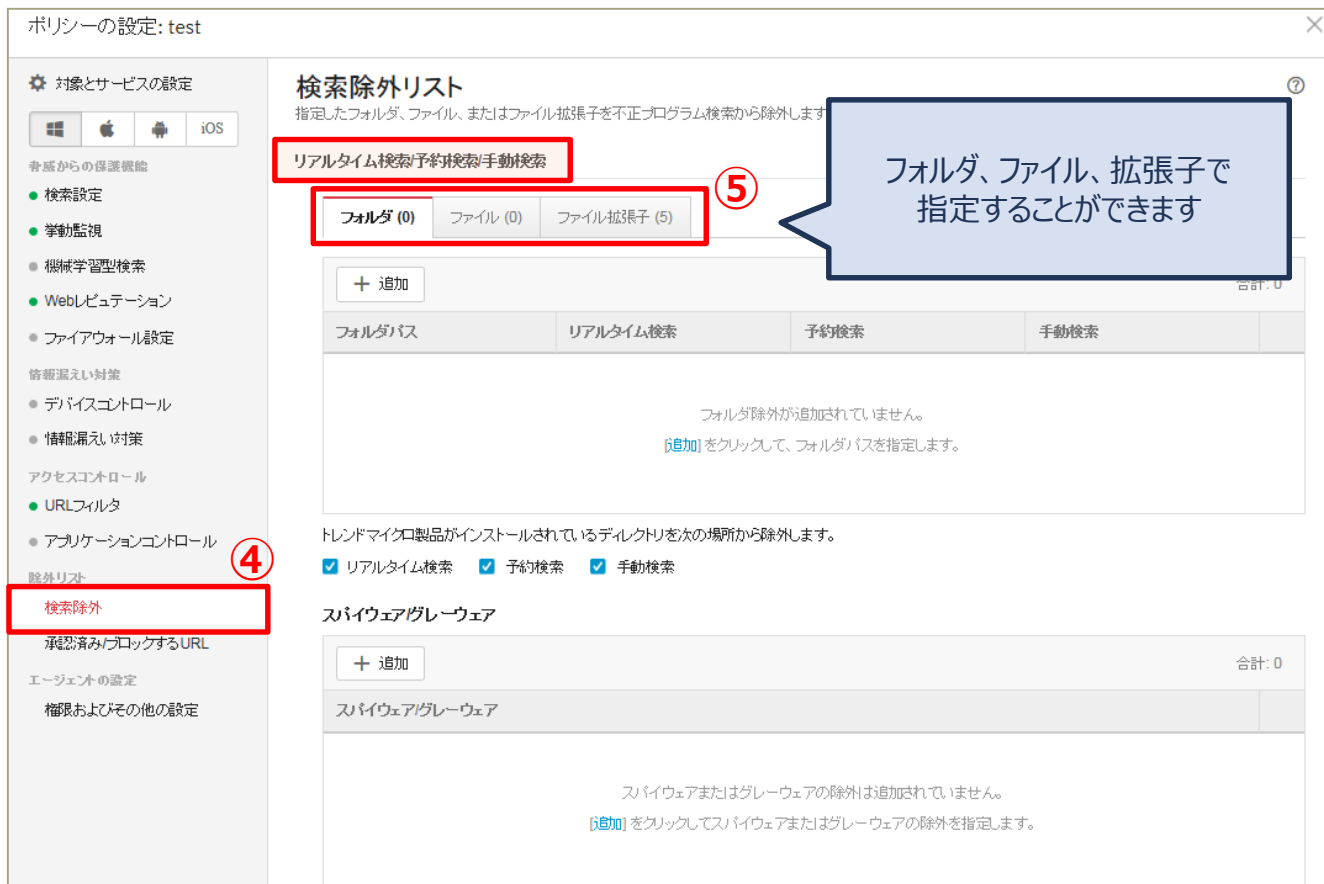 ポリシーの設定: test
対象とサービスの設定
iOS
脅威からの保護機能
検索設定
挙動監視
機械学習型検索
Webレピュテーション
ファイアウォール設定
情報漏えい対策
デバイスコントロール
情報漏えい対策
アクセスコントロール
URLフィルタ
アプリケーションコントロール
④
除外リスト
検索除外
承認済み/ブロックするURL
エージェントの設定
権限およびその他の設定
検索除外リスト
指定したフォルダ、ファイル、またはファイル拡張子を不正プログラム検索から除外します
リアルタイム検索/予約検索/手動検索
⑤
フォルダ、ファイル、拡張子で
指定することができます
フォルダ (0) ファイル (0) ファイル拡張子 (5)
＋ 追加 合計: 0
フォルダパス リアルタイム検索 予約検索 手動検索
フォルダ除外が追加されていません。
[追加] をクリックして、フォルダパスを指定します。
トレンドマイクロ製品がインストールされているディレクトリを次の場所から除外します。
リアルタイム検索 予約検索 手動検索
スパイウェア/グレーウェア
＋ 追加 合計: 0
スパイウェア/グレーウェア
スパイウェアまたはグレーウェアの除外は追加されていません。
[追加] をクリックしてスパイウェアまたはグレーウェアの除外を指定します。